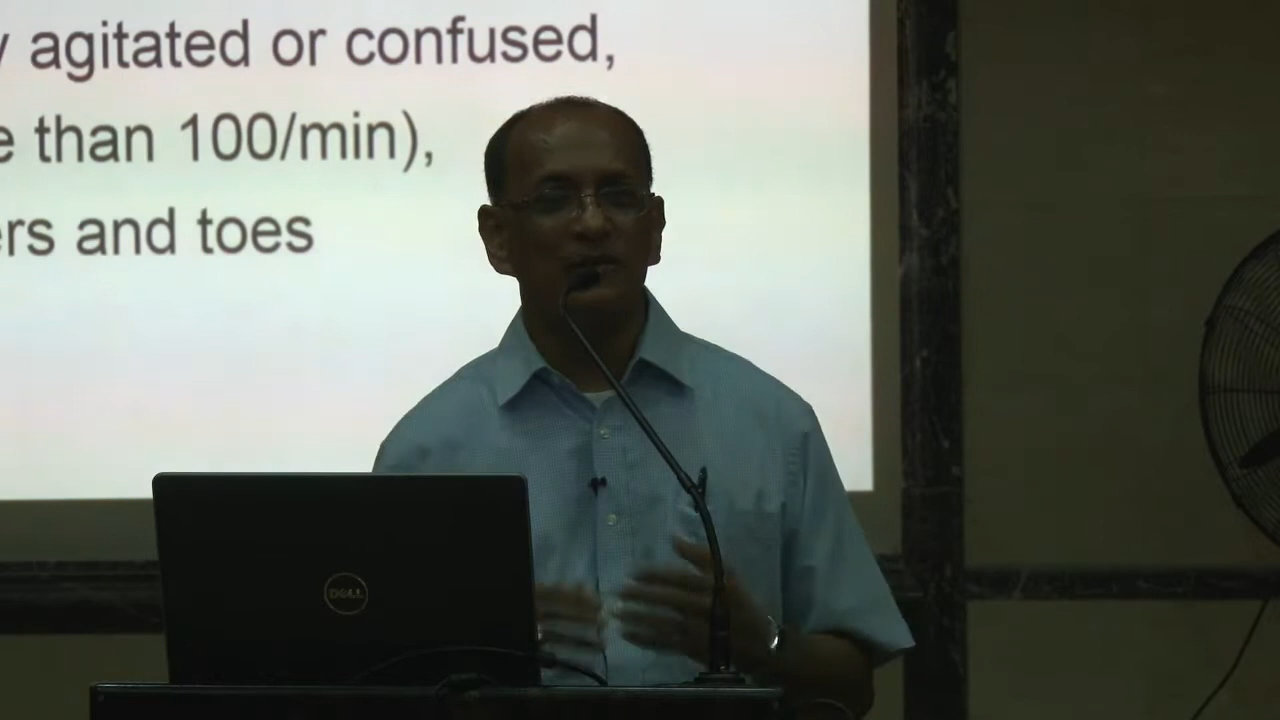 agitated or confused,
than 100/min),
and toes
DELL